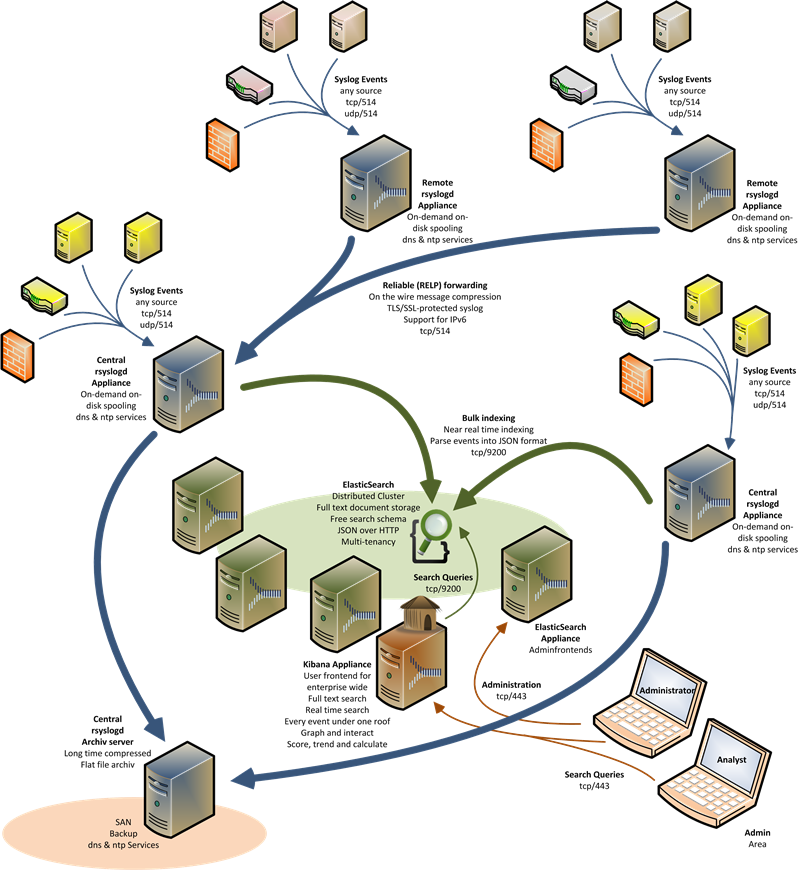 Syslog Events
any source
tcp/514
udp/514
Syslog Events
any source
tcp/514
udp/514
Remote
rsyslogd
Appliance
On-demand on-
disk spooling
dns & ntp services
Remote
rsyslogd
Appliance
On-demand on-
disk spooling
dns & ntp services
Syslog Events
any source
tcp/514
udp/514
Reliable (RELP) forwarding
On the wire message compression
TLS/SSL-protected syslog
Support for IPv6
tcp/514
Central
rsyslogd
Appliance
On-demand on-
disk spooling
dns & ntp services
Syslog Events
any source
tcp/514
udp/514
Bulk indexing
Near real time indexing
Parse events into JSON format
tcp/9200
ElasticSearch
Distributed Cluster
Full text document storage
Free search schema
JSON over HTTP
Multi-tenancy
Central
rsyslogd
Appliance
On-demand on-
disk spooling
dns & ntp services
Search Queries
tcp/9200
ElasticSearch
Appliance
Adminfrontends
Kibana Appliance
User frontend for
enterprise wide
Full text search
Real time search
Every event under one roof
Graph and interact
Score, trend and calculate
Administration
tcp/443
Administrator
Central
rsyslogd
Archiv server
Long time compressed
Flat file archiv
Analyst
Search Queries
tcp/443
SAN
Backup
dns & ntp Services
Admin
Area